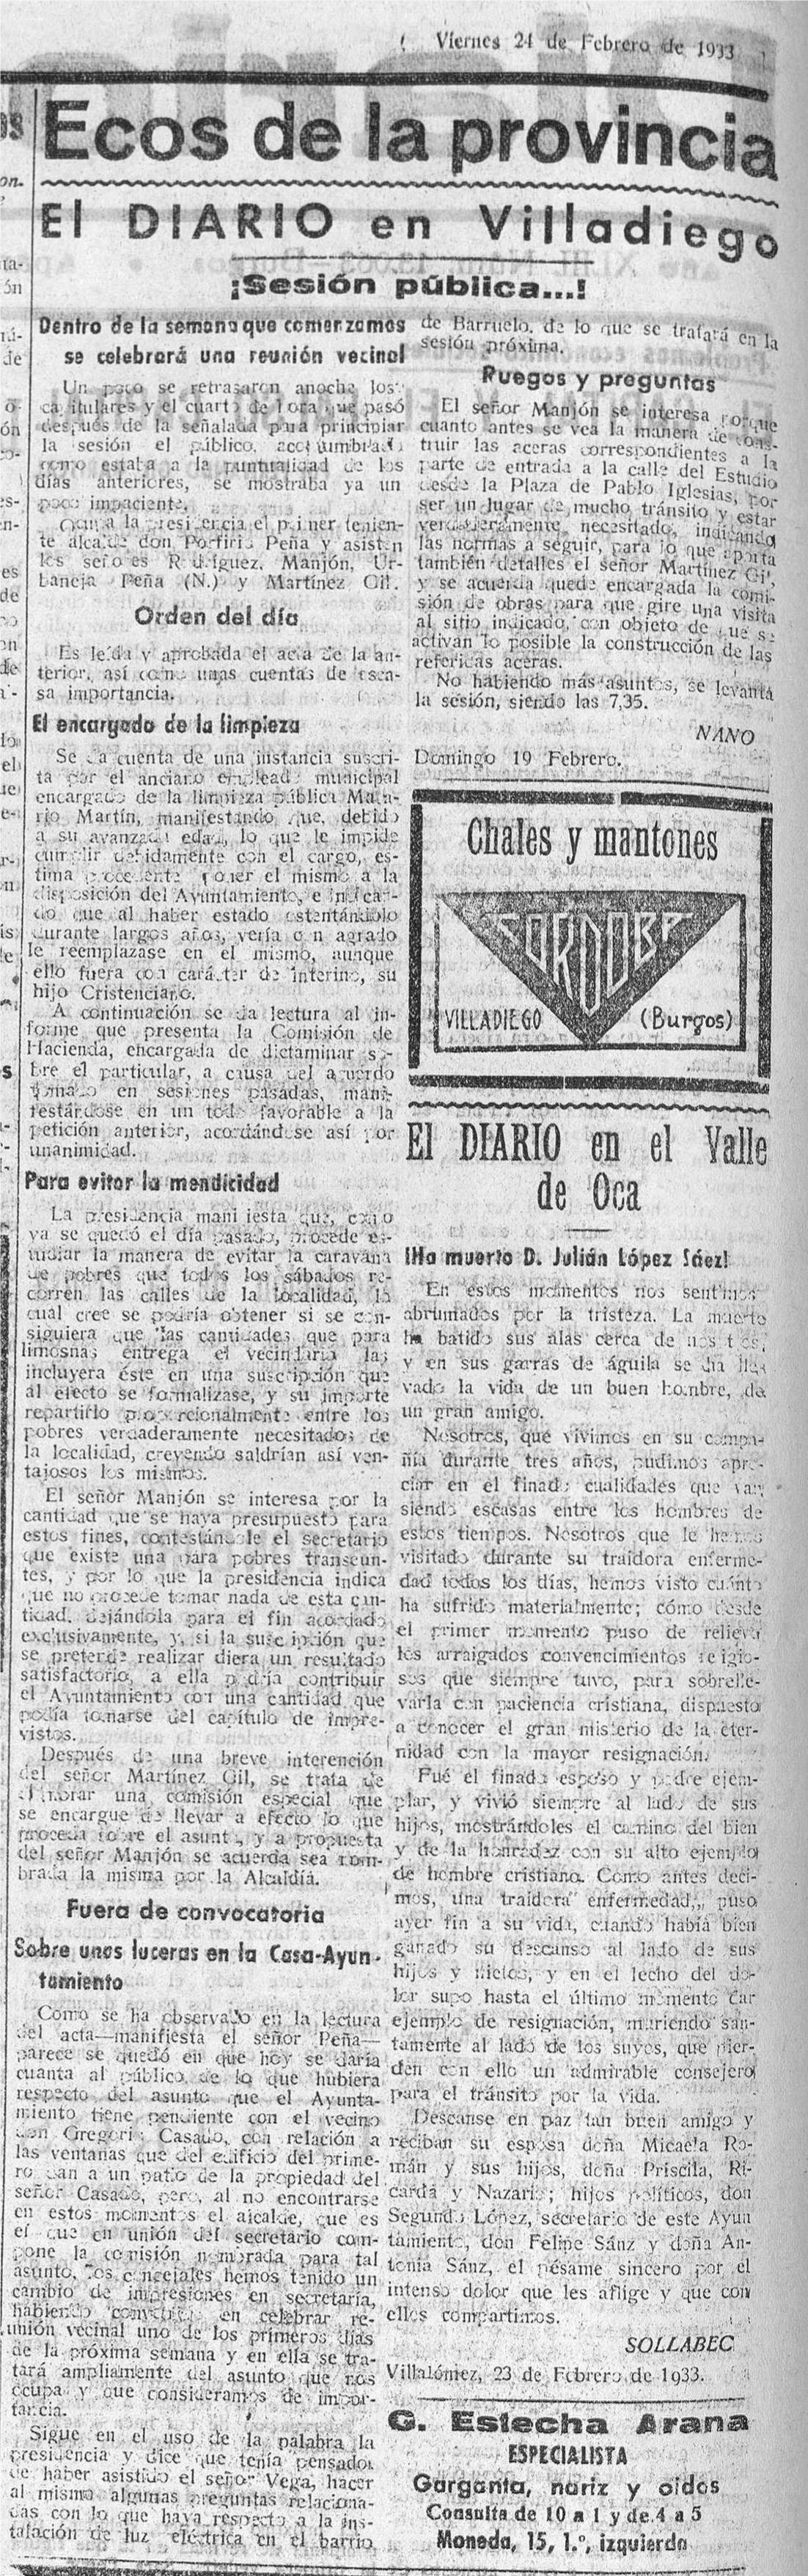 Viernes 24 de Febrero de 1933
Ecos de la provincia
El DIARIO en Villadiego
¡Sesión pública...!
Dentro de la semana que comenzamos
se celebrará una reunión vecinal
Un poco se retrasaron anoche los
capitulares y el cuarto de hora que pasó
después de la señalada para principiar
la sesión el público, acostumbrado
como estaba a la puntualidad de los
días anteriores, se mostraba ya un
poco impaciente.
Ocupa la presidencia el primer tenien-
te alcalde don Porfirio Peña y asisten
los señores Rodríguez, Manjón, Ur-
baneja Peña (N.) y Martínez Gil.
Orden del día
Es leída y aprobada el acta de la an-
terior, así como unas cuentas de esca-
sa importancia.
El encargado de la limpieza
Se da cuenta de una instancia suscri-
ta por el anciano empleado municipal
encargado de la limpieza pública Maca-
rio Martín, manifestando que, debido
a su avanzada edad, lo que le impide
cumplir debidamente con el cargo, es-
tima procedente poner el mismo a la
disposición del Ayuntamiento, e indican-
do que al haber estado ostentándolo
durante largos años, vería con agrado
le reemplazase en el mismo, aunque
ello fuera con carácter de interino, su
hijo Cristenciano.
A continuación se da lectura al in-
forme que presenta la Comisión de
Hacienda, encargada de dictaminar so-
bre el particular, a causa del acuerdo
tomado en sesiones pasadas, mani-
festándose en un todo favorable a la
petición anterior, acordándose así por
unanimidad.
Para evitar la mendicidad
La presidencia manifiesta que, como
ya se quedó el día pasado, procede es-
tudiar la manera de evitar la caravana
de pobres que todos los sábados re-
corren las calles de la localidad, lo
cual cree se podría obtener si se con-
siguiera que las cantidades que para
limosnas entrega el vecindario las
incluyera éste en una suscripción que
al efecto se formalizase, y su importe
repartirlo proporcionalmente entre los
pobres verdaderamente necesitados de
la localidad, creyendo saldrían así ven-
tajosos los mismos.
El señor Manjón se interesa por la
cantidad que se haya presupuesto para
estos fines, contestándole el secretario
que existe una para pobres transeun-
tes, y por lo que la presidencia indica
que no procede tomar nada de esta can-
tidad, dejándola para el fin acordado
exclusivamente, y si la suscripción que
se pretende realizar diera un resultado
satisfactorio, a ella podría contribuir
el Ayuntamiento con una cantidad que
podía tomarse del capítulo de impre-
vistos.
Después de una breve interención
del señor Martínez Gil, se trata de
nombrar una comisión especial que
se encargue de llevar a efecto lo que
proceda sobre el asunto, y a propuesta
del señor Manjón se acuerda sea nom-
brada la misma por la Alcaldía.
Fuera de convocatoria
Sobre unos luceras en la Casa-Ayun-
tamiento
Como se ha observado en la lectura
del acta—manifiesta el señor Peña—
parece se quedó en que hoy se daría
cuanta al público de lo que hubiera
respecto del asunto que el Ayunta-
miento tiene pendiente con el vecino
don Gregorio Casado, con relación a
las ventanas que del edificio del prime-
ro dan a un patio de la propiedad del
señor Casado, pero, al no encontrarse
en estos momentos el alcalde, que es
el que en unión del secretario com-
pone la comisión nombrada para tal
asunto, los concejales hemos tenido un
cambio de impresiones en secretaría,
habiendo convenido en celebrar re-
unión vecinal uno de los primeros días
de la próxima semana y en ella se tra-
tará ampliamente del asunto que nos
ocupa y que consideramos de impor-
tancia.
Sigue en el uso de la palabra la
presidencia y dice que tenía pensado,
de haber asistido el señor Vega, hacer
al mismo algunas preguntas relaciona-
das con lo que haya respecto a la ins-
talación de luz eléctrica en el barrio
de Barruelo, de lo que se tratará en la
sesión próxima.
Ruegos y preguntas
El señor Manjón se interesa porque
cuanto antes se vea la manera de cons-
truir las aceras correspondientes a la
parte de entrada a la calle del Estudio
desde la Plaza de Pablo Iglesias, por
ser un lugar de mucho tránsito y estar
verdaderamente necesitado, indicando
las normas a seguir, para lo que aporta
también detalles el señor Martínez Gil,
y se acuerda quede encargada la comi-
sión de obras para que gire una visita
al sitio indicado, con objeto de que se
activan lo posible la construcción de las
referidas aceras.
No habiendo más asuntos, se levanta
la sesión, siendo las 7,35.
NANO
Domingo 19 Febrero.
Chales y mantones
CORDOBA
VILLADIEGO (Burgos)
El DIARIO en el Valle
de Oca
¡Ha muerto D. Julián López Sáez!
En estos momentos nos sentimos
abrumados por la tristeza. La muerte
ha batido sus alas cerca de nosotros,
y en sus garras de águila se ha lle-
vado la vida de un buen hombre, de
un gran amigo.
Nosotros, que vivimos en su compa-
ñía durante tres años, pudimos apre-
ciar en el finado cualidades que van
siendo escasas entre los hombres de
estos tiempos. Nosotros que le hemos
visitado durante su traidora enferme-
dad todos los días, hemos visto cuánto
ha sufrido materialmente; cómo desde
el primer momento puso de relieve
los arraigados convencimientos religio-
sos que siempre tuvo, para sobrelle-
varla con paciencia cristiana, dispuesto
a conocer el gran misterio de la eter-
nidad con la mayor resignación.
Fué el finado esposo y padre ejem-
plar, y vivió siempre al lado de sus
hijos, mostrándoles el camino del bien
y de la honradez con su alto ejemplo
de hombre cristiano. Como antes deci-
mos, una traidora enfermedad, puso
ayer fin a su vida, cuando había bien
ganado su descanso al lado de sus
hijos y nietos, y en el lecho del do-
lor supo hasta el último momento dar
ejemplo de resignación, muriendo san-
tamente al lado de los suyos, que pier-
den con ello un admirable consejero
para el tránsito por la vida.
Descanse en paz tan buen amigo y
reciban su esposa doña Micaela Ro-
mán y sus hijos, doña Priscila, Ri-
carda y Nazario; hijos políticos, don
Segundo López, secretario de este Ayun
tamiento, don Felipe Sánz y doña An-
tonia Sánz, el pésame sincero por el
intenso dolor que les aflige y que con
ellos compartimos.
SOLLABEC
Villalómez, 23 de Febrero de 1933.
G. Estecha Arana
ESPECIALISTA
Garganta, nariz y oídos
Consulta de 10 a 1 y de 4 a 5
Moneda, 15, 1.º, izquierda